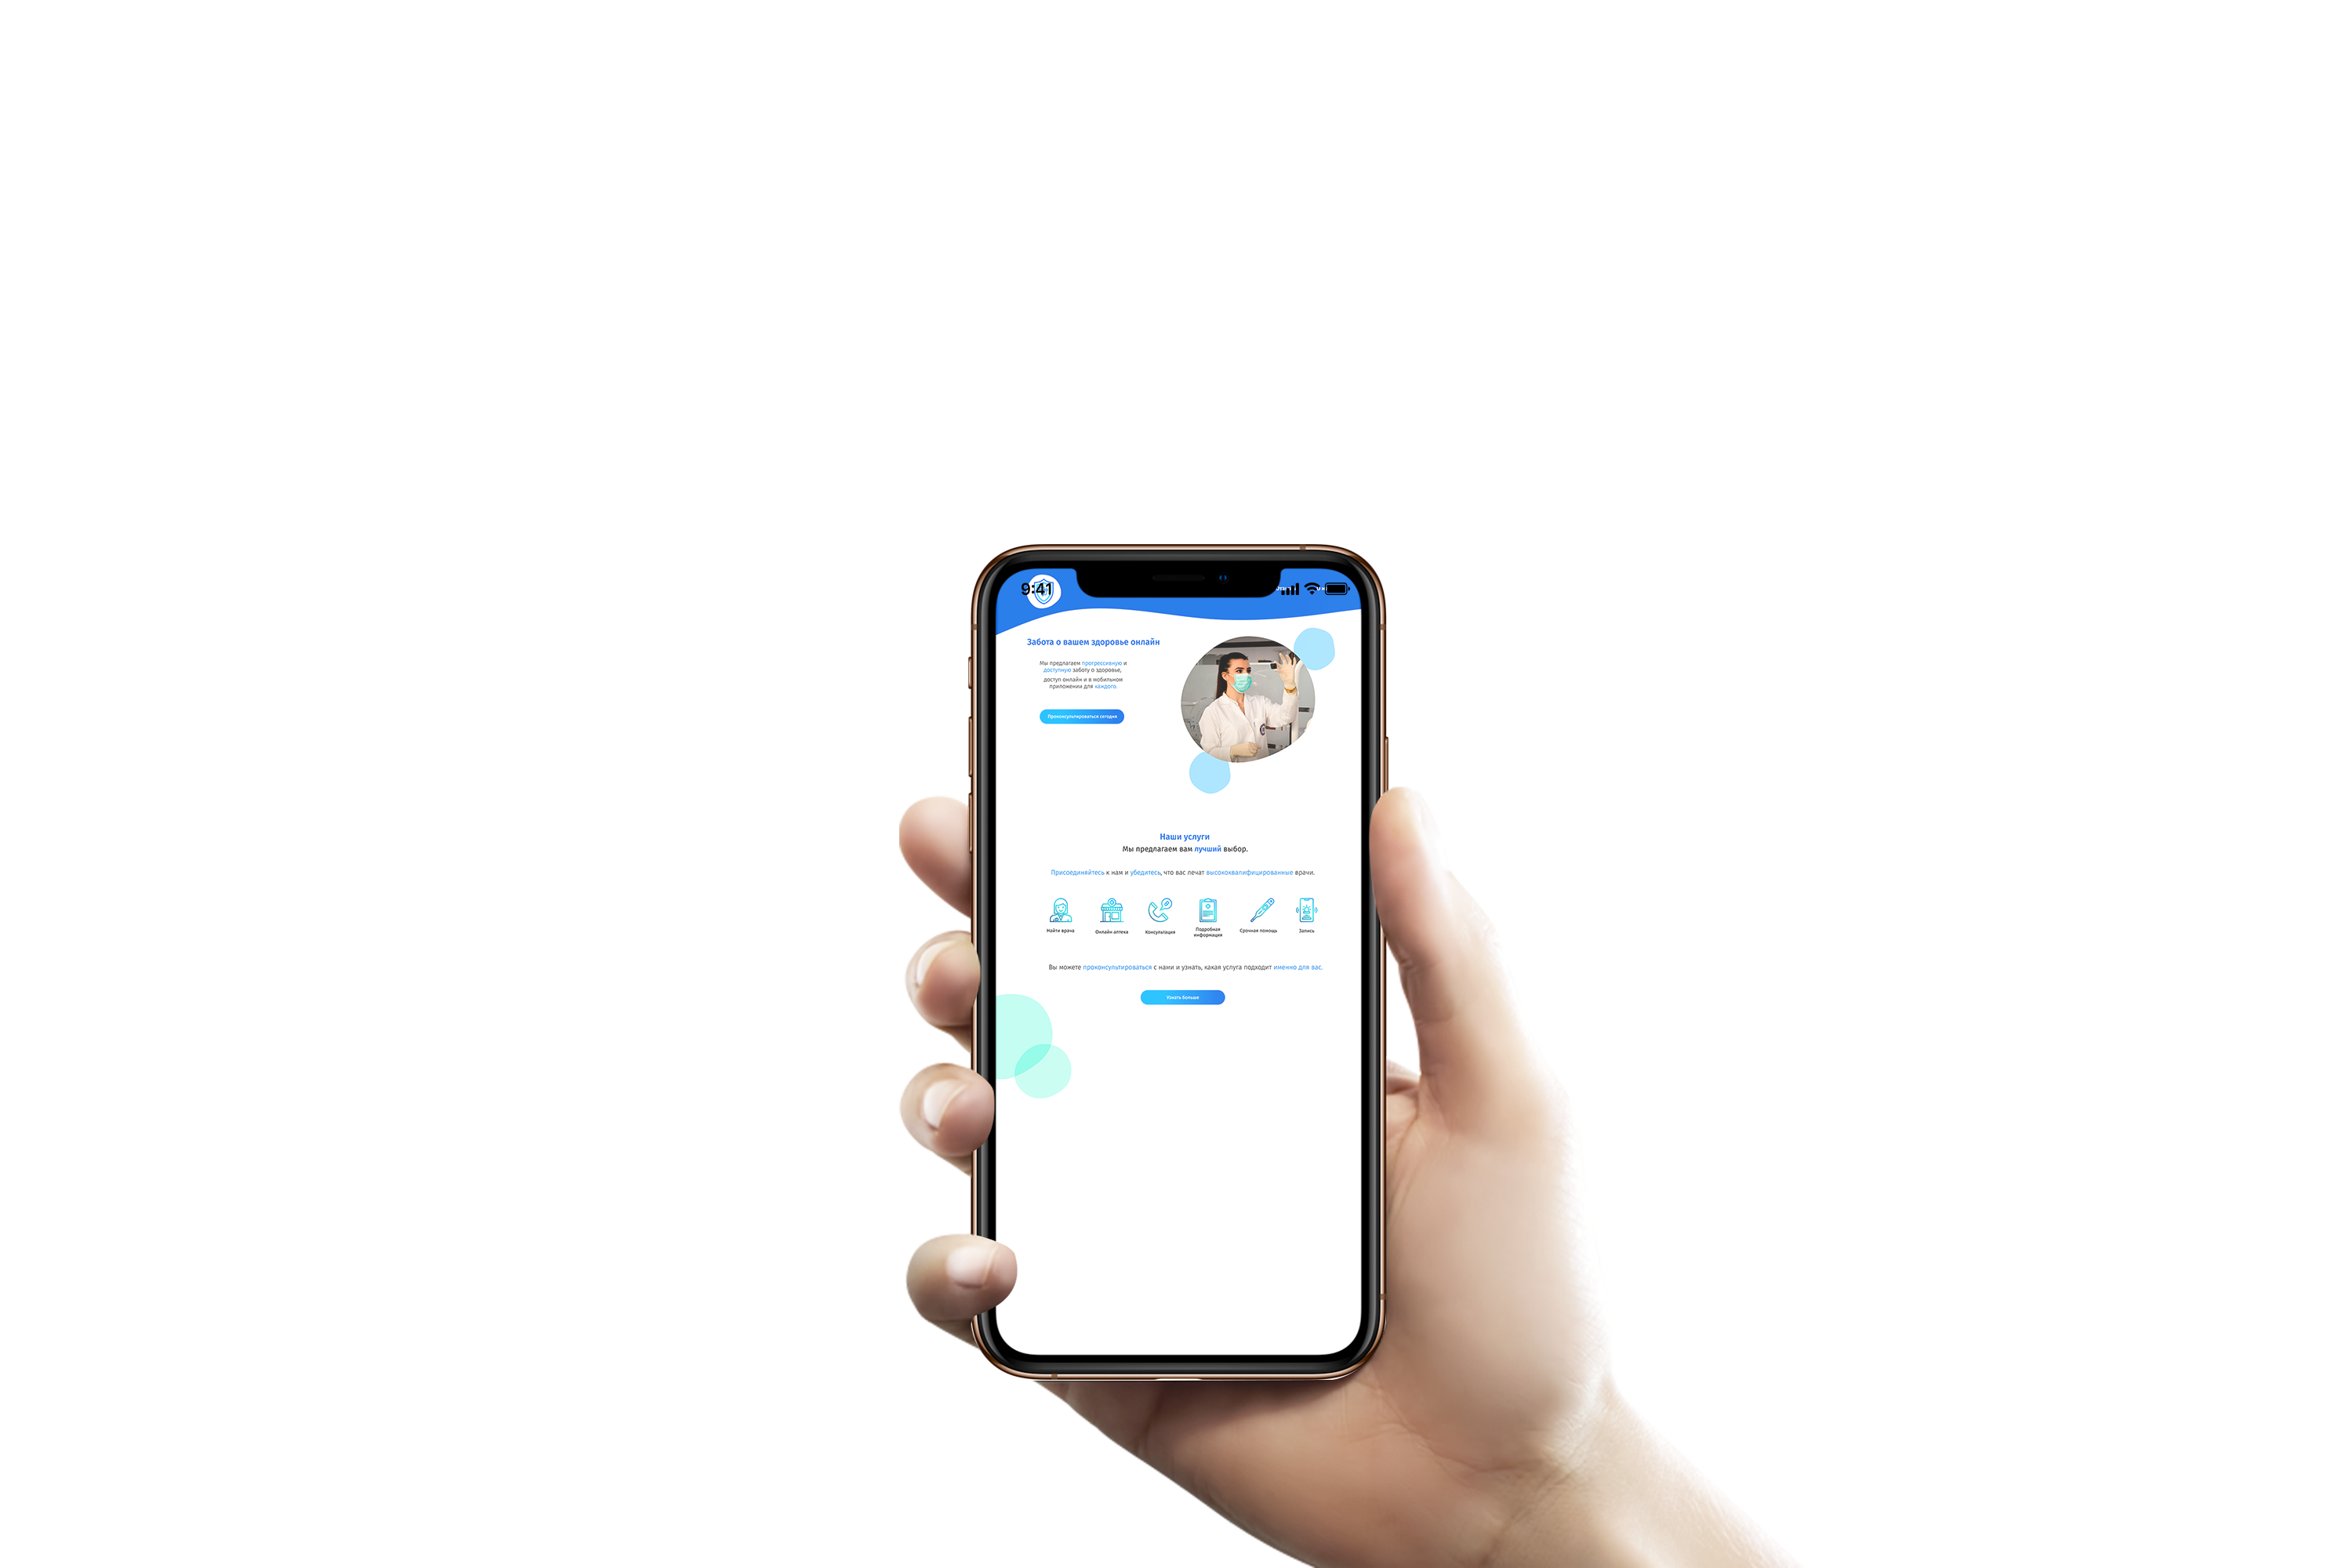 9:41
Забота о вашем здоровье онлайн
Мы предлагаем прогрессивную и
доступную заботу о здоровье,
доступ онлайн и в мобильном
приложении для каждого.
Проконсультироваться сегодня
Наши услуги
Мы предлагаем вам лучший выбор.
Присоединяйтесь к нам и убедитесь, что вас лечат высококвалифицированные врачи.
Найти врача
Онлайн аптека
Консультация
Подробная
информация
Срочная помощь
Запись
Вы можете проконсультироваться с нами и узнать, какая услуга подходит именно для вас.
Узнать больше